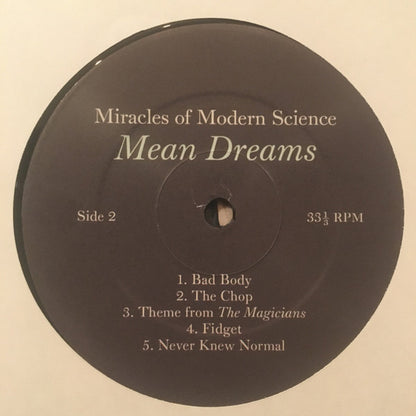 Miracles of Modern Science
Mean Dreams
Side 2 33⅓ RPM
1. Bad Body
2. The Chop
3. Theme from The Magicians
4. Fidget
5. Never Knew Normal